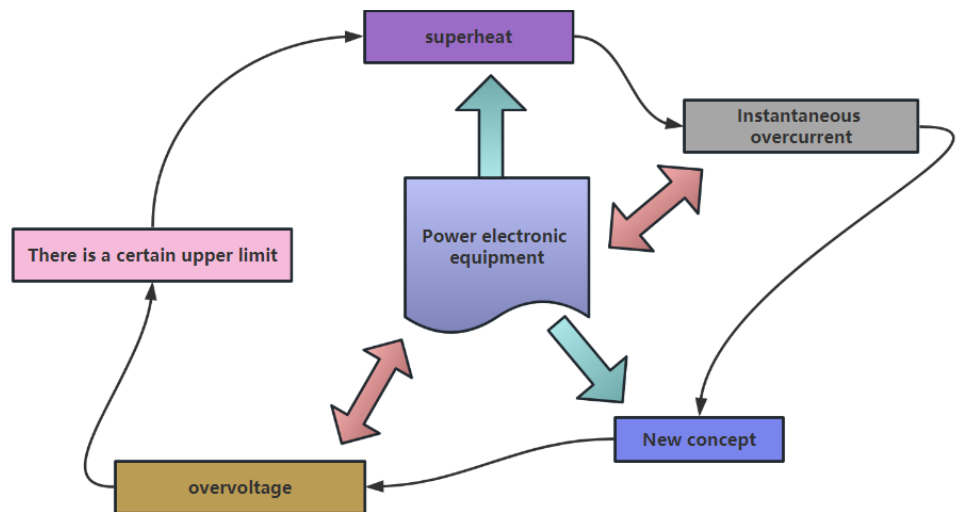 superheat
Instantaneous
overcurrent
Power electronic
equipment
There is a certain upper limit
New concept
overvoltage